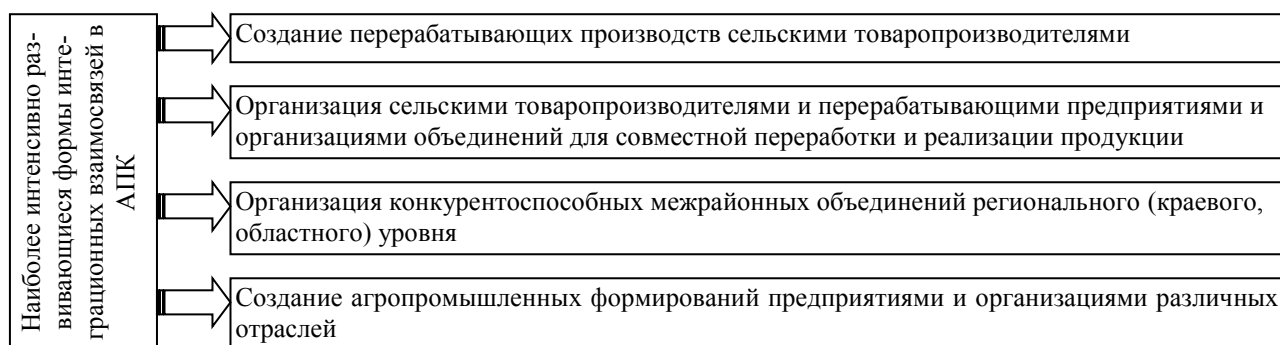 Наиболее интенсивно раз-
вивающиеся формы инте-
грационных взаимосвязей в
АПК
Создание перерабатывающих производств сельскими товаропроизводителями
Организация сельскими товаропроизводителями и перерабатывающими предприятиями и
организациями объединений для совместной переработки и реализации продукции
Организация конкурентоспособных межрайонных объединений регионального (краевого,
областного) уровня
Создание агропромышленных формирований предприятиями и организациями различных
отраслей